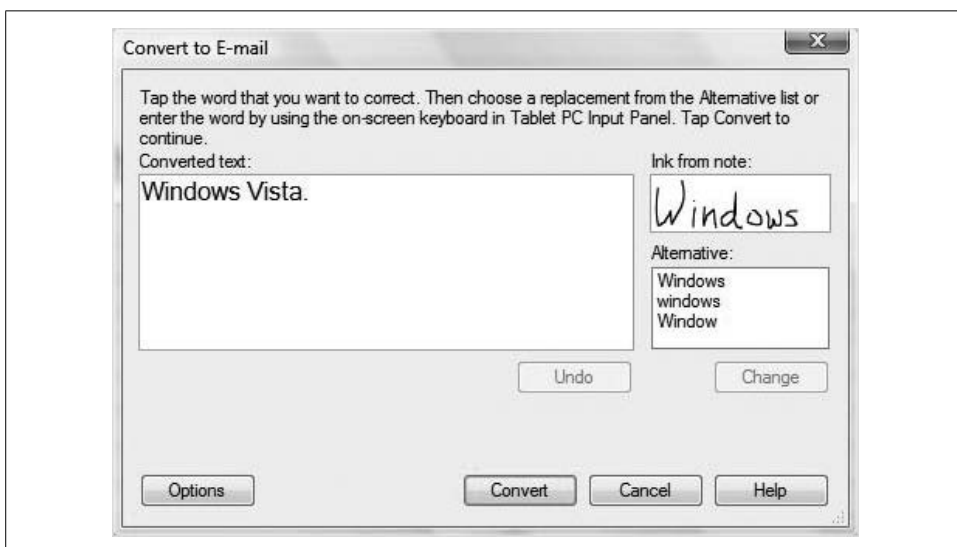 Convert to E-mail
X
Tap the word that you want to correct. Then choose a replacement from the Alternative list or
enter the word by using the on-screen keyboard in Tablet PC Input Panel. Tap Convert to
continue.
Converted text:
Windows Vista.
Ink from note:
Windows
Alternative:
Windows
windows
Window
Undo
Change
Options
Convert
Cancel
Help